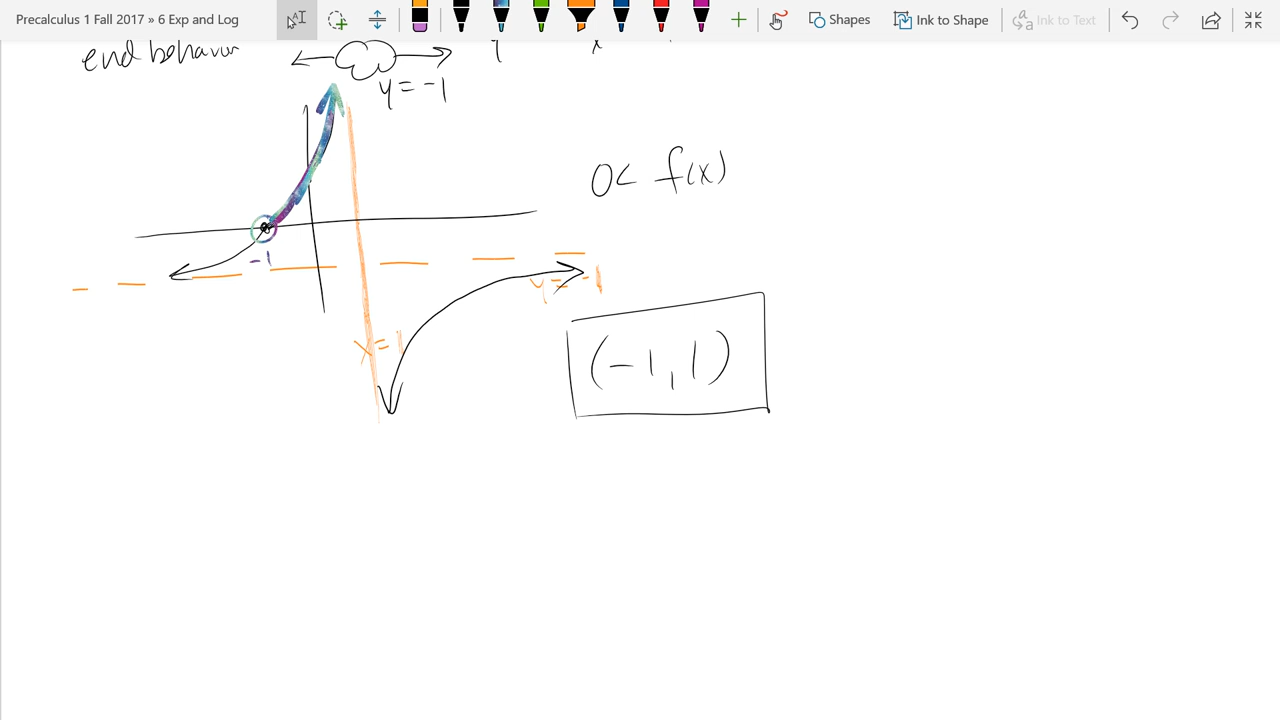 Precalculus 1 Fall 2017 » 6 Exp and Log
Shapes
Ink to Shape
Ink to Text
end behavior
y = -1
0< f(x)
-1
y = -1
x = 1
(-1, 1)